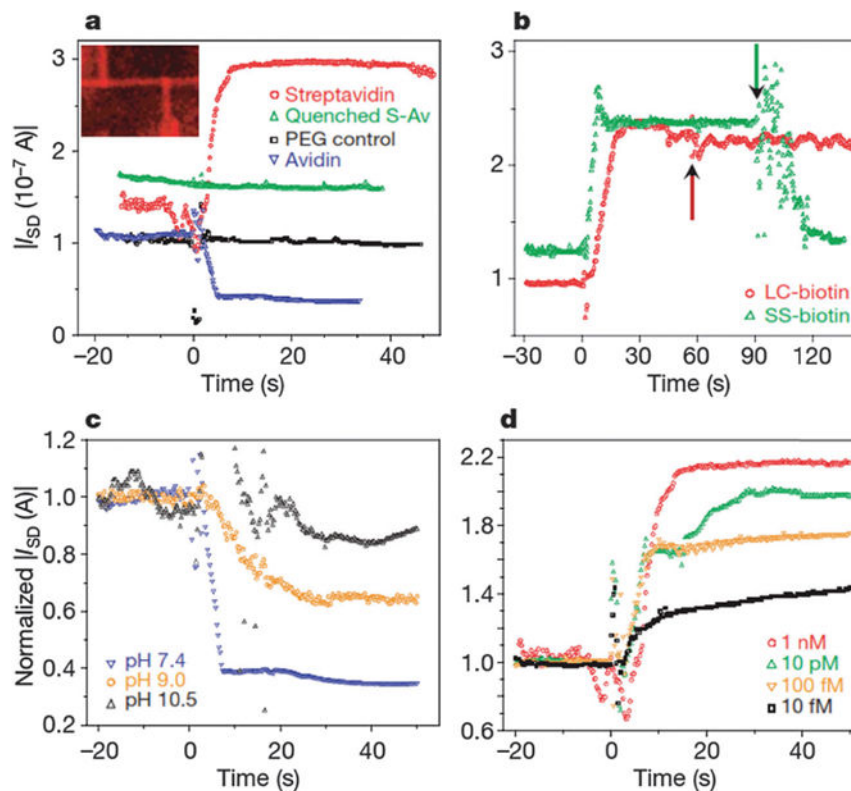 a
3
2
1
0
|I_SD (10⁻⁷ A)|
Streptavidin
Quenched S-Av
PEG control
Avidin
−20 0 20 40
Time (s)
b
3
2
1
LC-biotin
SS-biotin
−30 0 30 60 90 120
Time (s)
c
1.2
1.0
0.8
0.6
0.4
0.2
Normalized |I_SD (A)|
pH 7.4
pH 9.0
pH 10.5
−20 0 20 40
Time (s)
d
2.2
1.8
1.4
1.0
0.6
1 nM
10 pM
100 fM
10 fM
−20 0 20 40
Time (s)